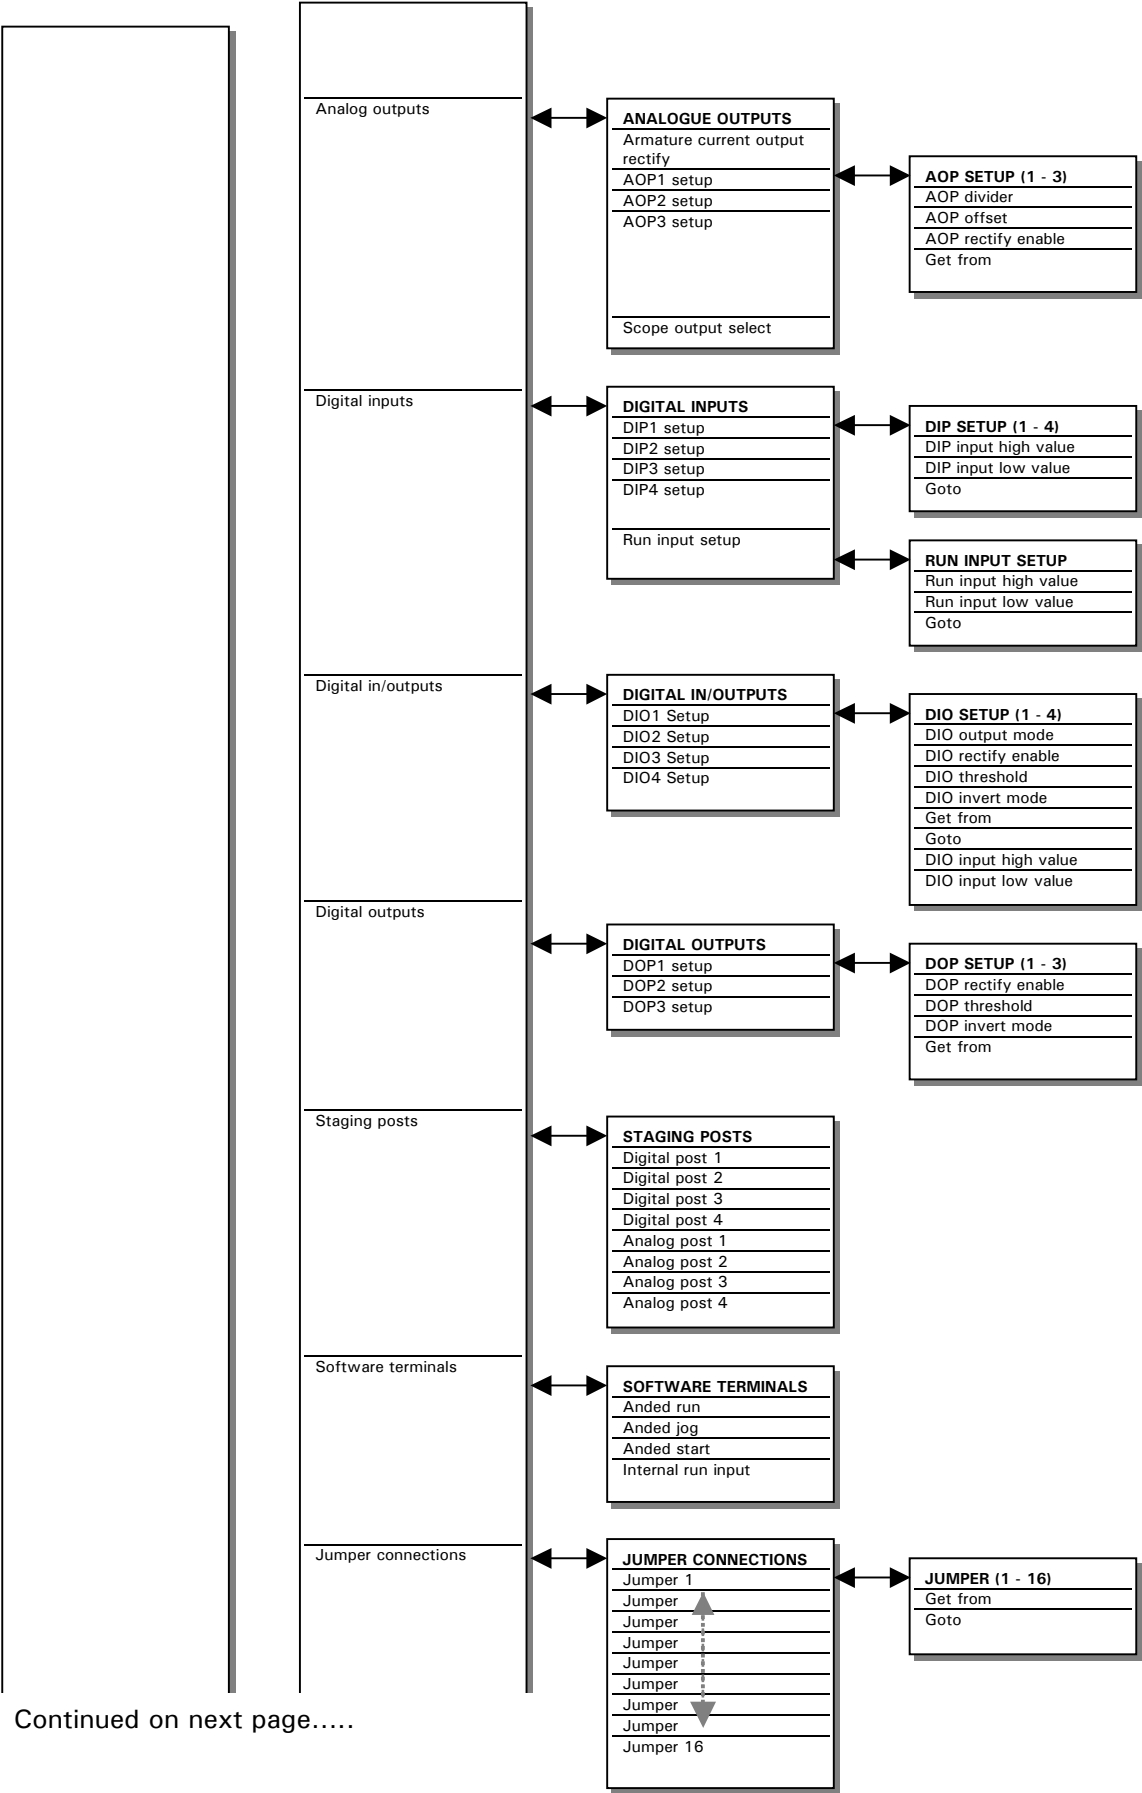 Analog outputs
ANALOGUE OUTPUTS
Armature current output
rectify
AOP1 setup
AOP2 setup
AOP3 setup
Scope output select
AOP SETUP (1 - 3)
AOP divider
AOP offset
AOP rectify enable
Get from
Digital inputs
DIGITAL INPUTS
DIP1 setup
DIP2 setup
DIP3 setup
DIP4 setup
Run input setup
DIP SETUP (1 - 4)
DIP input high value
DIP input low value
Goto
RUN INPUT SETUP
Run input high value
Run input low value
Goto
Digital in/outputs
DIGITAL IN/OUTPUTS
DIO1 Setup
DIO2 Setup
DIO3 Setup
DIO4 Setup
DIO SETUP (1 - 4)
DIO output mode
DIO rectify enable
DIO threshold
DIO invert mode
Get from
Goto
DIO input high value
DIO input low value
Digital outputs
DIGITAL OUTPUTS
DOP1 setup
DOP2 setup
DOP3 setup
DOP SETUP (1 - 3)
DOP rectify enable
DOP threshold
DOP invert mode
Get from
Staging posts
STAGING POSTS
Digital post 1
Digital post 2
Digital post 3
Digital post 4
Analog post 1
Analog post 2
Analog post 3
Analog post 4
Software terminals
SOFTWARE TERMINALS
Anded run
Anded jog
Anded start
Internal run input
Jumper connections
JUMPER CONNECTIONS
Jumper 1
Jumper
Jumper
Jumper
Jumper
Jumper
Jumper
Jumper
Jumper 16
JUMPER (1 - 16)
Get from
Goto
Continued on next page.....